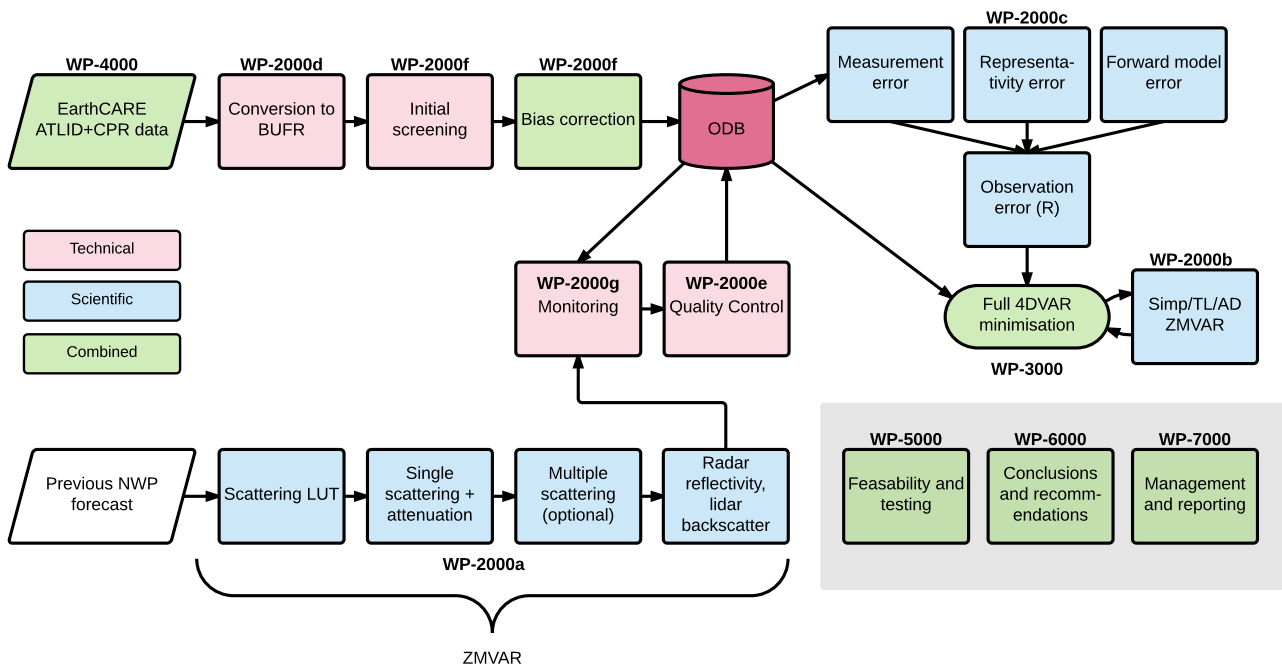 WP-4000
EarthCARE
ATLID+CPR data
WP-2000d
Conversion to
BUFR
WP-2000f
Initial
screening
WP-2000f
Bias correction
ODB
WP-2000c
Measurement
error
Representa-
tivity error
Forward model
error
Observation
error (R)
Technical
Scientific
Combined
WP-2000g
Monitoring
WP-2000e
Quality Control
Full 4DVAR
minimisation
WP-3000
WP-2000b
Simp/TL/AD
ZMVAR
Previous NWP
forecast
Scattering LUT
Single
scattering +
attenuation
Multiple
scattering
(optional)
Radar
reflectivity,
lidar
backscatter
WP-2000a
ZMVAR
WP-5000
Feasability and
testing
WP-6000
Conclusions
and recomm-
endations
WP-7000
Management
and reporting